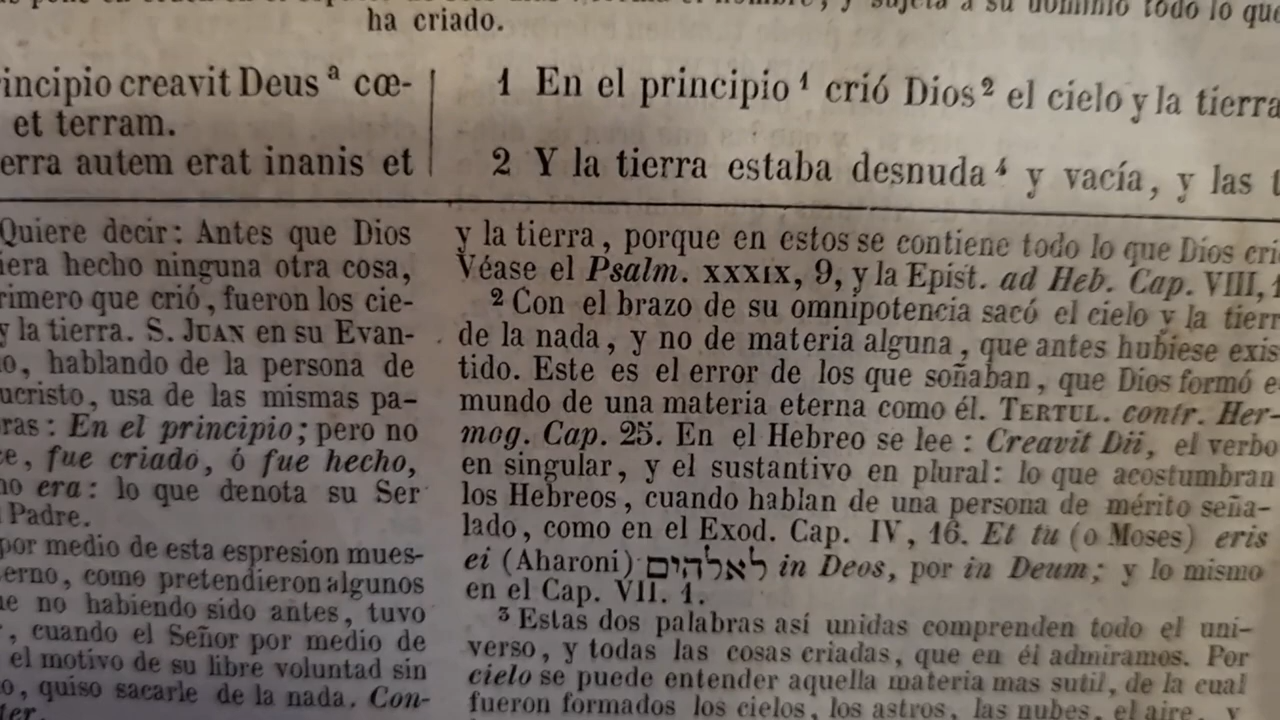 ha criado.
creavit Deus ª cœ-
et terram.
autem erat inanis et
1 En el principio ¹ crió Dios ² el cielo y la tierra
2 Y la tierra estaba desnuda ⁴ y vacía, y las
Quiere decir: Antes que Dios
hecho ninguna otra cosa,
que crió, fueron los cie-
y la tierra. S. JUAN en su Evan-
hablando de la persona de
usa de las mismas pa-
En el principio; pero no
fue criado, ó fue hecho,
era: lo que denota su Ser
Padre.
por medio de esta espresion mues-
como pretendieron algunos
no habiendo sido antes, tuvo
, cuando el Señor por medio de
el motivo de su libre voluntad sin
quiso sacarle de la nada. Con-
y la tierra, porque en estos se contiene todo lo que Dios
Véase el Psalm. XXXIX, 9, y la Epist. ad Heb. Cap. VIII,
² Con el brazo de su omnipotencia sacó el cielo y la
de la nada, y no de materia alguna, que antes hubiese exis
tido. Este es el error de los que soñaban, que Dios formó
mundo de una materia eterna como él. TERTUL. contr. Her-
mog. Cap. 25. En el Hebreo se lee: Creavit Dii, el verbo
en singular, y el sustantivo en plural: lo que acostumbran
los Hebreos, cuando hablan de una persona de mérito seña-
lado, como en el Exod. Cap. IV, 16. Et tu (o Moses) eris
ei (Aharoni) לאלהים in Deos, por in Deum; y lo mismo
en el Cap. VII. 1.
³ Estas dos palabras así unidas comprenden todo el uni-
verso, y todas las cosas criadas, que en él admiramos. Por
cielo se puede entender aquella materia mas sutil, de la cual
fueron formados los cielos, los astros, las nubes, el aire, y